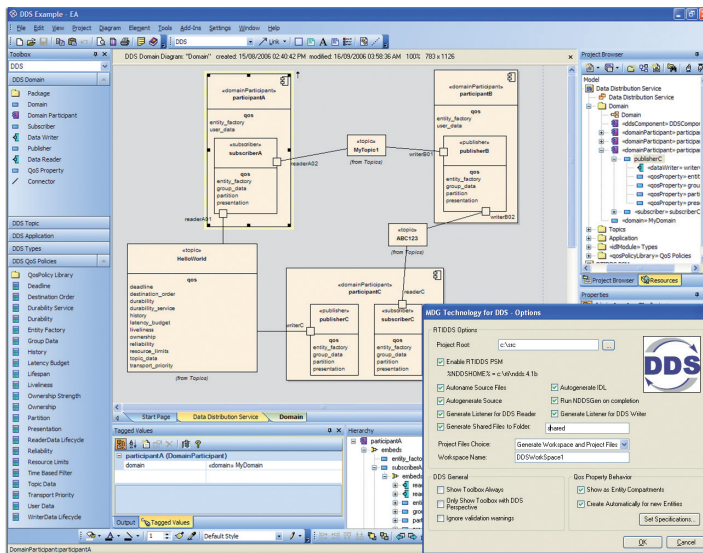 DDS Example - EA
File Edit View Project Diagram Element Tools Add-Ins Settings Window Help
DDS
Link
Toolbox
DDS
DDS Domain
Package
Domain
Domain Participant
Subscriber
Data Writer
Publisher
Data Reader
QoS Property
Connector
DDS Topic
DDS Application
DDS Types
DDS QoS Policies
QosPolicy Library
Deadline
Destination Order
Durability Service
Durability
Entity Factory
Group Data
History
Latency Budget
Lifespan
Liveliness
Ownership Strength
Ownership
Partition
Presentation
ReaderData Lifecycle
Reliability
Resource Limits
Time Based Filter
Topic Data
Transport Priority
User Data
WriterData Lifecycle
DDS Domain Diagram: "Domain" created: 15/08/2006 02:40:42 PM modified: 16/09/2006 03:58:36 AM 100% 783 x 1126
«domainParticipant»
participantA
qos
entity_factory
user_data
«subscriber»
subscriberA
qos
entity_factory
group_data
partition
presentation
readerA02
readerA01
«topic»
MyTopic1
(from Topics)
«domainParticipant»
participantB
qos
entity_factory
user_data
«publisher»
publisherB
qos
entity_factory
group_data
partition
presentation
writerB01
writerB02
«topic»
ABC123
(from Topics)
«topic»
HelloWorld
qos
deadline
destination_order
durability
durability_service
history
latency_budget
liveliness
ownership
reliability
resource_limits
topic_data
transport_priority
(from Topics)
«domainParticipant»
participantC
«publisher»
publisherC
qos
entity_factory
group_data
partition
presentation
writerC
readerC
«subscriber»
subscriberC
qos
entity_factory
group_data
partition
presentation
Start Page Data Distribution Service Domain
Tagged Values
participantA (DomainParticipant)
domain «domain» MyDomain
Output Tagged Values
Hierarchy
participantA
embeds
entity_facto
subscriberA
embeds
Default Style
DomainParticipant:participantA
Project Browser
Model
Data Distribution Service
Data Distribution Service
Domain
Domain
«ddsComponent» DDSCompo
«domainParticipant» participa
«domainParticipant» participa
«domainParticipant» participa
publisherC
«dataWriter» writer
«qosProperty» entit
«qosProperty» grou
«qosProperty» parti
«qosProperty» pres
«subscriber» subscriberC
«domain» MyDomain
Topics
Application
«idlModule» Types
«qosPolicyLibrary» QoS Policies
Project Browser Resources
Properties
MDG Technology for DDS - Options
RTIDDS Options
Project Root: c:\src ...
Enable RTIDDS PSM
%NDDSHOME% = c:\rti\ndds.4.1b
Autoname Source Files Autogenerate IDL
Autogenerate Source Run NDDSGen on completion
Generate Listener for DDS Reader Generate Listener for DDS Writer
Generate Shared Files to Folder. shared
Project Files Choice: Generate Workspace and Project Files
Workspace Name: DDSWorkSpace1
DDS
DDS General
Show Toolbox Always
Only Show Toolbox with DDS
Perspective
Ignore validation warnings
Qos Property Behavior
Show as Entity Compartments
Create Automatically for new Entities
Set Specifications...
OK Cancel